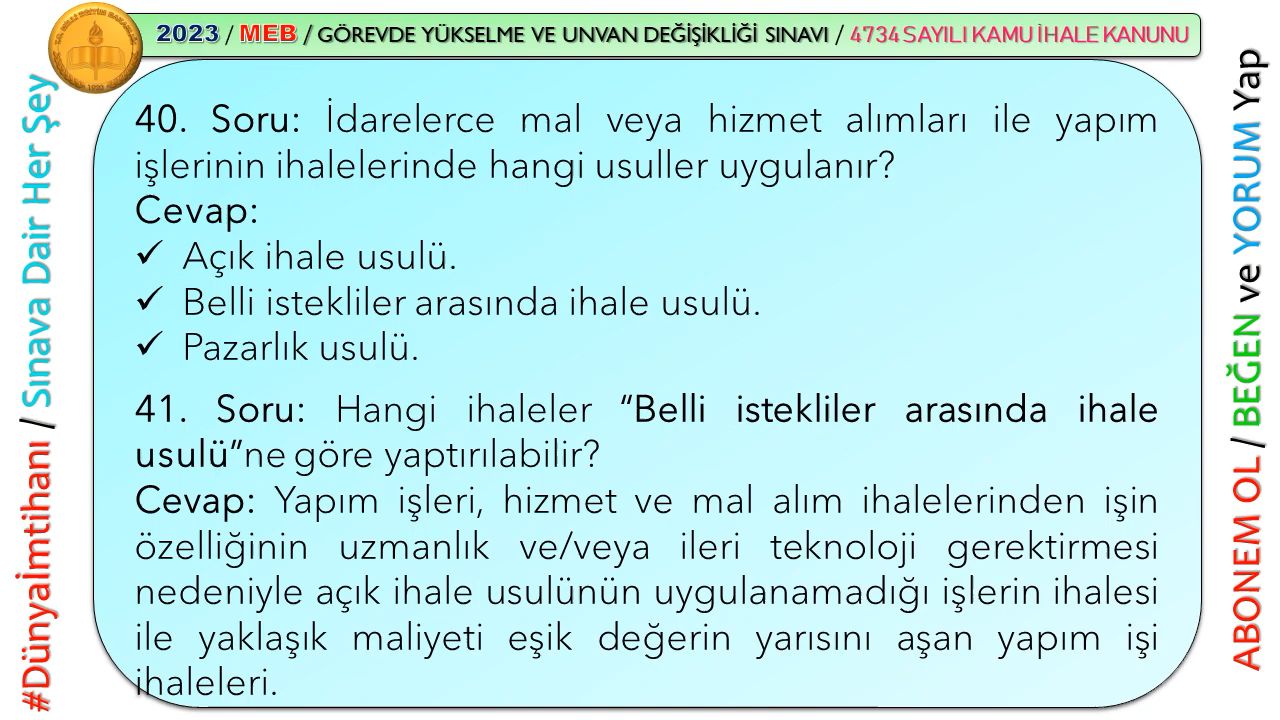 2023 / MEB / GÖREVDE YÜKSELME VE UNVAN DEĞİŞİKLİĞİ SINAVI / 4734 SAYILI KAMU İHALE KANUNU
40. Soru: İdarelerce mal veya hizmet alımları ile yapım
işlerinin ihalelerinde hangi usuller uygulanır?
Cevap:
✓ Açık ihale usulü.
✓ Belli istekliler arasında ihale usulü.
✓ Pazarlık usulü.
41. Soru: Hangi ihaleler “Belli istekliler arasında ihale
usulü”ne göre yaptırılabilir?
Cevap: Yapım işleri, hizmet ve mal alım ihalelerinden işin
özelliğinin uzmanlık ve/veya ileri teknoloji gerektirmesi
nedeniyle açık ihale usulünün uygulanamadığı işlerin ihalesi
ile yaklaşık maliyeti eşik değerin yarısını aşan yapım işi
ihaleleri.
#Dünyaİmtihanı / Sınava Dair Her Şey
ABONEM OL / BEĞEN ve YORUM Yap